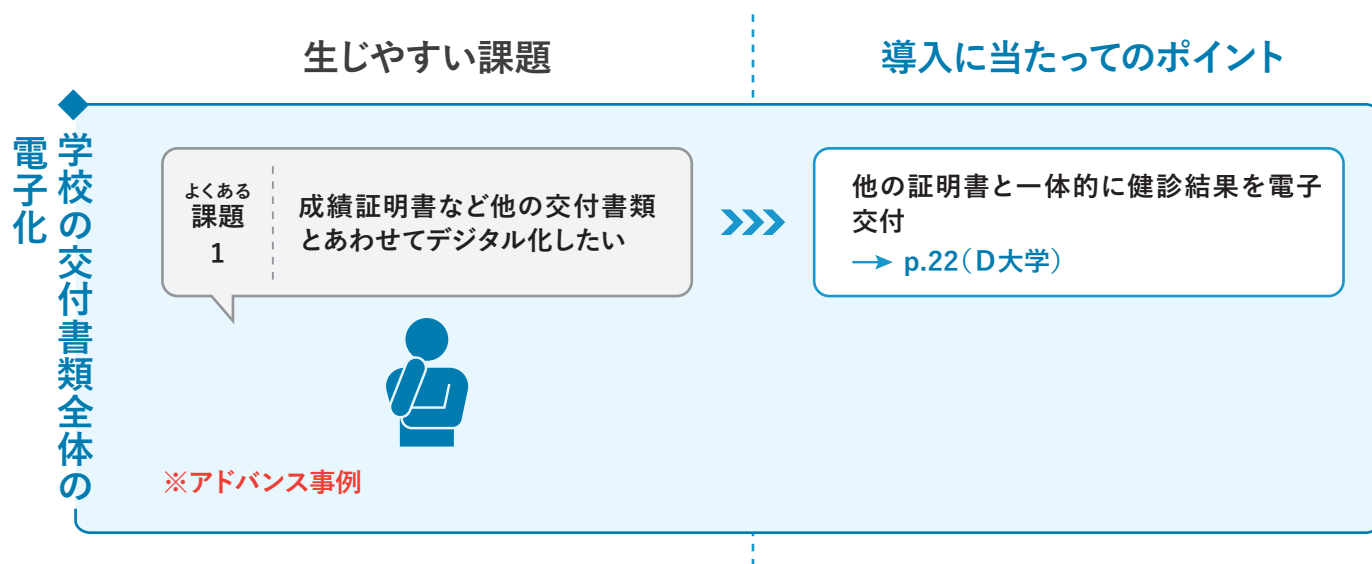 生じやすい課題
導入に当たってのポイント
学校の交付書類全体の
電子化
よくある
課題
1
成績証明書など他の交付書類
とあわせてデジタル化したい
他の証明書と一体的に健診結果を電子
交付
→ p.22（D大学）
※アドバンス事例